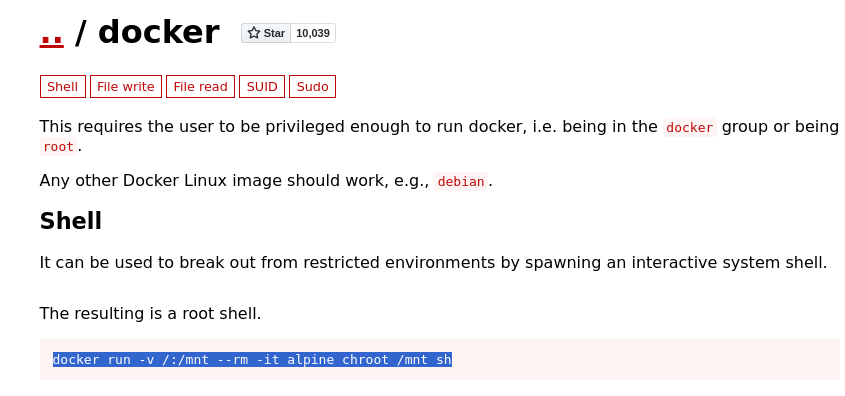 .. / docker
Star 10,039
Shell File write File read SUID Sudo
This requires the user to be privileged enough to run docker, i.e. being in the docker group or being
root.
Any other Docker Linux image should work, e.g., debian.
Shell
It can be used to break out from restricted environments by spawning an interactive system shell.
The resulting is a root shell.
docker run -v /:/mnt --rm -it alpine chroot /mnt sh